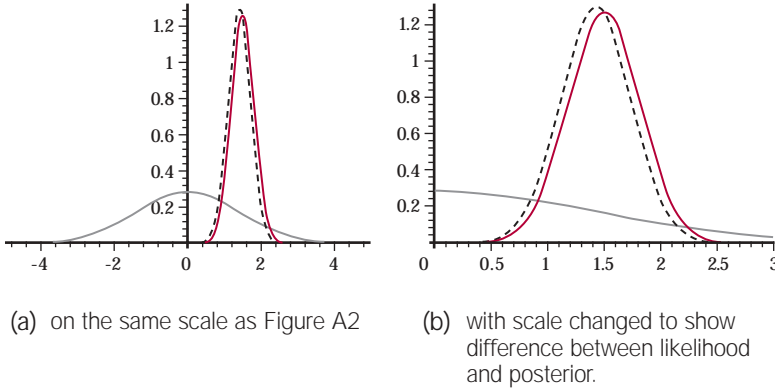 1.2
1
0.8
0.6
0.4
0.2
-4 -2 0 2 4
1.2
1
0.8
0.6
0.4
0.2
0 0.5 1 1.5 2 2.5 3
(a) on the same scale as Figure A2
(b) with scale changed to show
difference between likelihood
and posterior.